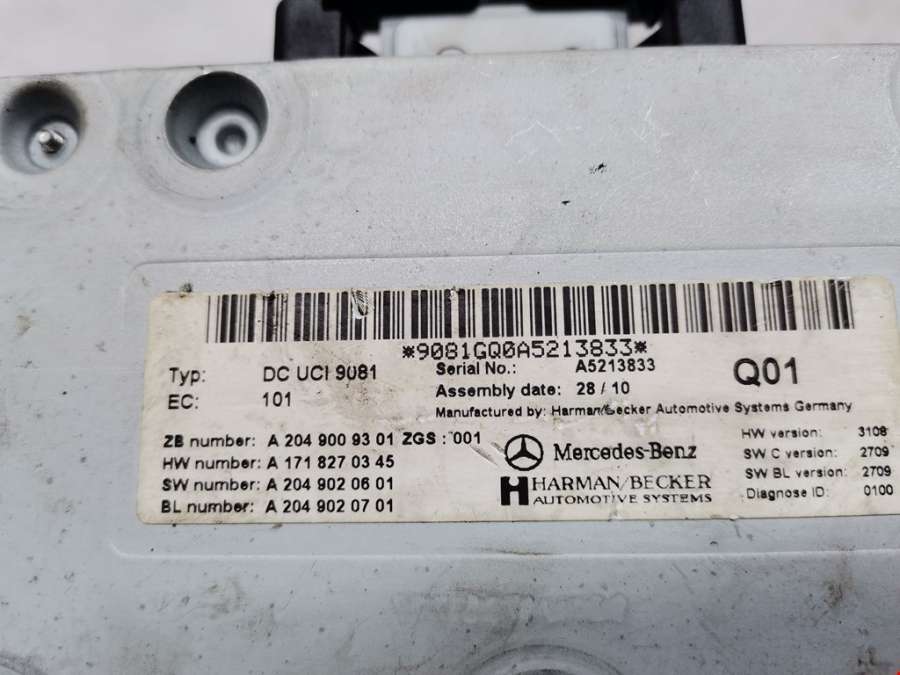 *9081GQ0A5213833*
Typ: DC UCI 9081
Serial No.: A5213833
EC: 101
Assembly date: 28 / 10
Q01
Manufactured by: Harman/Becker Automotive Systems Germany
ZB number: A 204 900 93 01 ZGS : 001
HW number: A 171 827 03 45
SW number: A 204 902 06 01
BL number: A 204 902 07 01
Mercedes-Benz
HARMAN/BECKER
AUTOMOTIVE SYSTEMS
HW version: 3108
SW C version: 2709
SW BL version: 2709
Diagnose ID: 0100